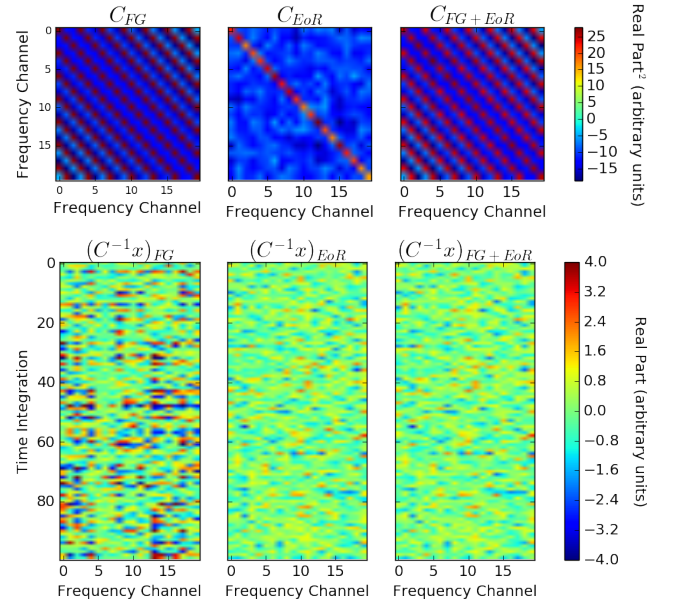 C_FG C_EoR C_FG+EoR
0
5
10
15
Frequency Channel
0 5 10 15
Frequency Channel
0 5 10 15
Frequency Channel
0 5 10 15
Frequency Channel
25
20
15
10
5
0
−5
−10
−15
Real Part² (arbitrary units)
(C⁻¹x)_FG (C⁻¹x)_EoR (C⁻¹x)_FG+EoR
0
20
40
60
80
Time Integration
0 5 10 15
Frequency Channel
0 5 10 15
Frequency Channel
0 5 10 15
Frequency Channel
4.0
3.2
2.4
1.6
0.8
0.0
−0.8
−1.6
−2.4
−3.2
−4.0
Real Part (arbitrary units)